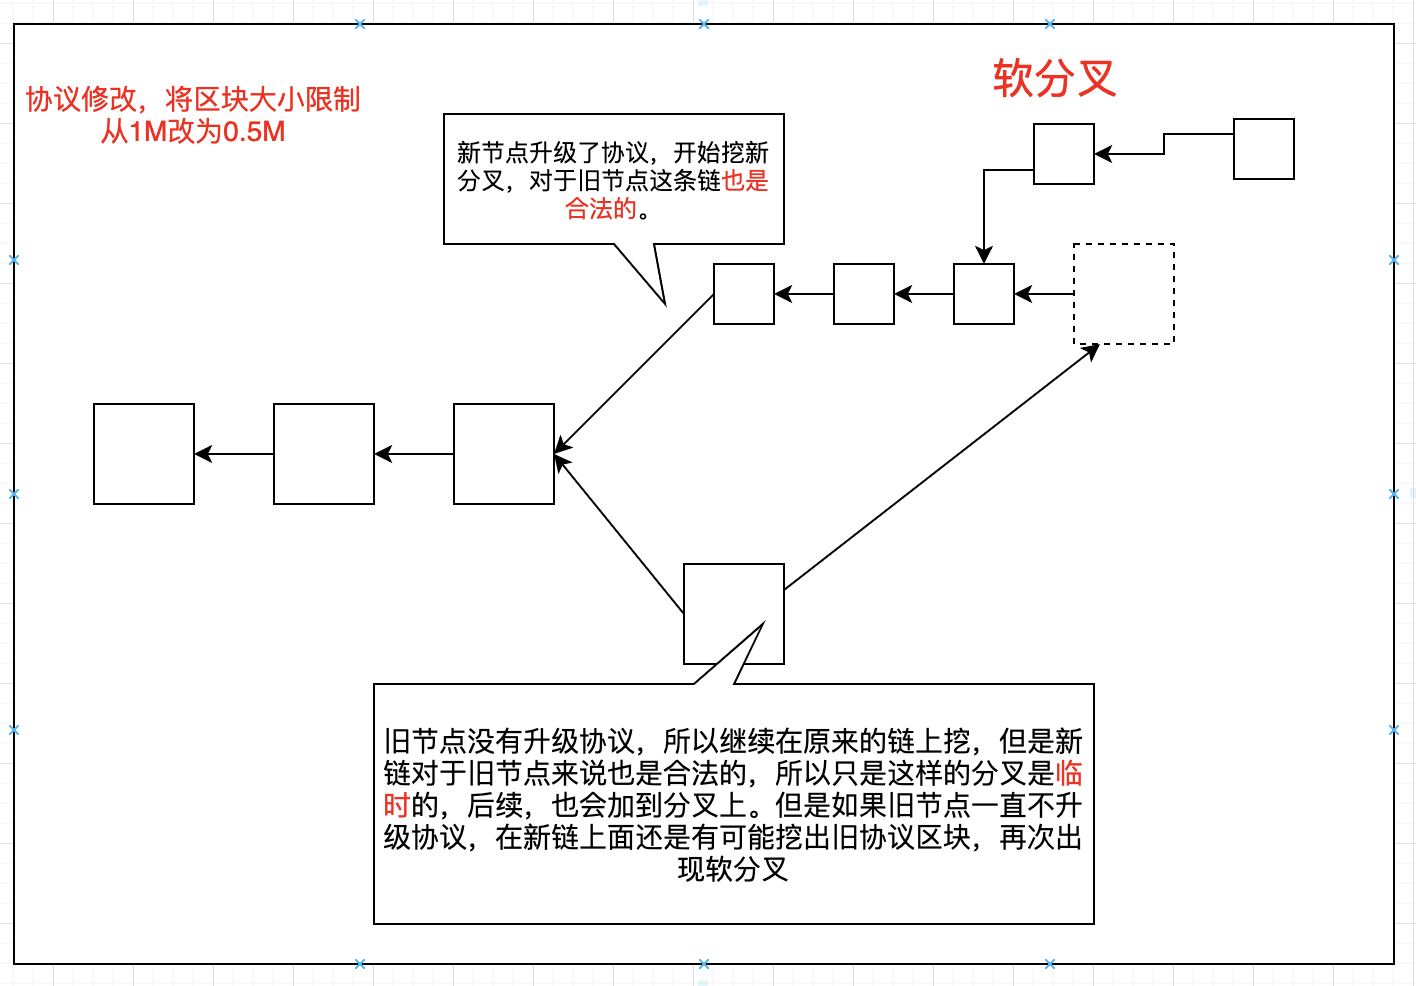 软分叉
协议修改，将区块大小限制
从1M改为0.5M
新节点升级了协议，开始挖新
分叉，对于旧节点这条链也是
合法的。
旧节点没有升级协议，所以继续在原来的链上挖，但是新
链对于旧节点来说也是合法的，所以只是这样的分叉是临
时的，后续，也会加到分叉上。但是如果旧节点一直不升
级协议，在新链上面还是有可能挖出旧协议区块，再次出
现软分叉